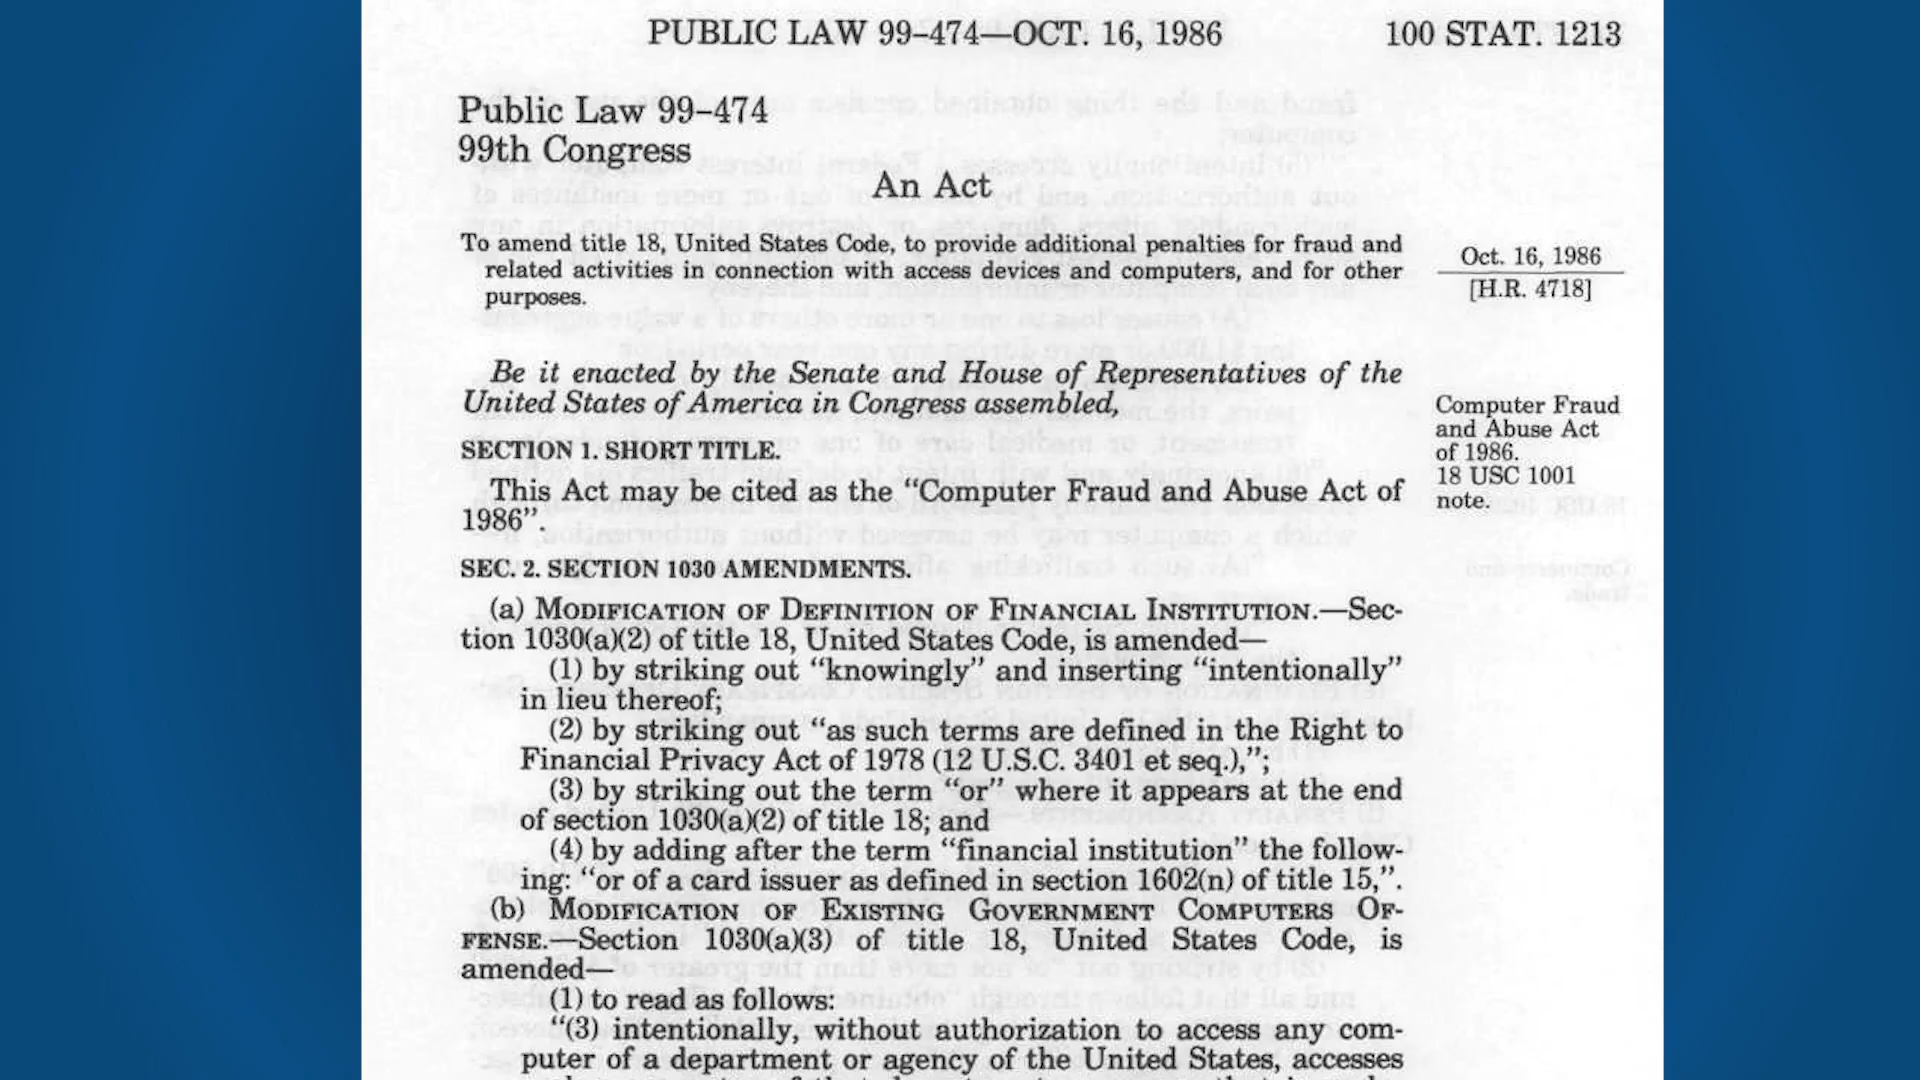 PUBLIC LAW 99–474—OCT. 16, 1986
100 STAT. 1213
Public Law 99–474
99th Congress
An Act
To amend title 18, United States Code, to provide additional penalties for fraud and
related activities in connection with access devices and computers, and for other
purposes.
Oct. 16, 1986
[H.R. 4718]
Be it enacted by the Senate and House of Representatives of the
United States of America in Congress assembled,
SECTION 1. SHORT TITLE.
This Act may be cited as the “Computer Fraud and Abuse Act of
1986”.
Computer Fraud
and Abuse Act
of 1986.
18 USC 1001
note.
SEC. 2. SECTION 1030 AMENDMENTS.
(a) MODIFICATION OF DEFINITION OF FINANCIAL INSTITUTION.—Sec-
tion 1030(a)(2) of title 18, United States Code, is amended—
(1) by striking out “knowingly” and inserting “intentionally”
in lieu thereof;
(2) by striking out “as such terms are defined in the Right to
Financial Privacy Act of 1978 (12 U.S.C. 3401 et seq.),”;
(3) by striking out the term “or” where it appears at the end
of section 1030(a)(2) of title 18; and
(4) by adding after the term “financial institution” the follow-
ing: “or of a card issuer as defined in section 1602(n) of title 15,”.
(b) MODIFICATION OF EXISTING GOVERNMENT COMPUTERS OF-
FENSE.—Section 1030(a)(3) of title 18, United States Code, is
amended—
(1) to read as follows:
“(3) intentionally, without authorization to access any com-
puter of a department or agency of the United States, accesses